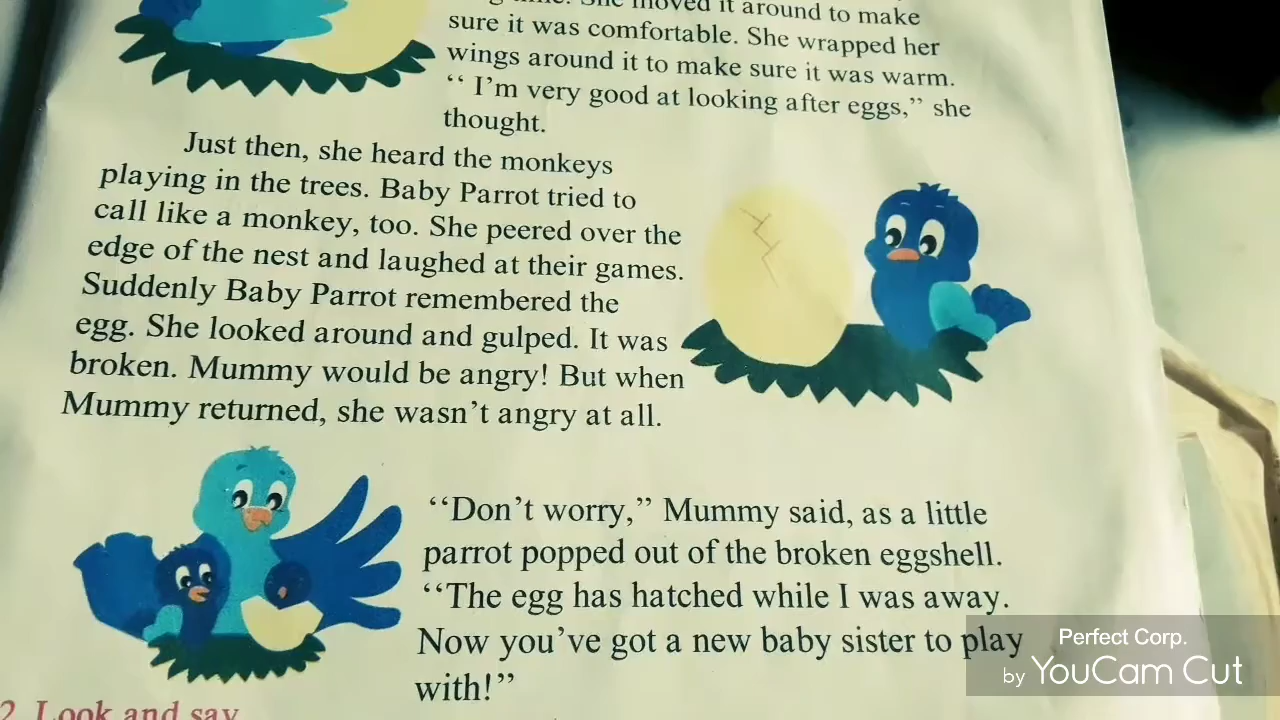 She moved it around to make
sure it was comfortable. She wrapped her
wings around it to make sure it was warm.
“ I'm very good at looking after eggs,” she
thought.
Just then, she heard the monkeys
playing in the trees. Baby Parrot tried to
call like a monkey, too. She peered over the
edge of the nest and laughed at their games.
Suddenly Baby Parrot remembered the
egg. She looked around and gulped. It was
broken. Mummy would be angry! But when
Mummy returned, she wasn't angry at all.
“Don't worry,” Mummy said, as a little
parrot popped out of the broken eggshell.
“The egg has hatched while I was away.
Now you've got a new baby sister to play
with!”
2 Look and say
Perfect Corp.
by YouCam Cut